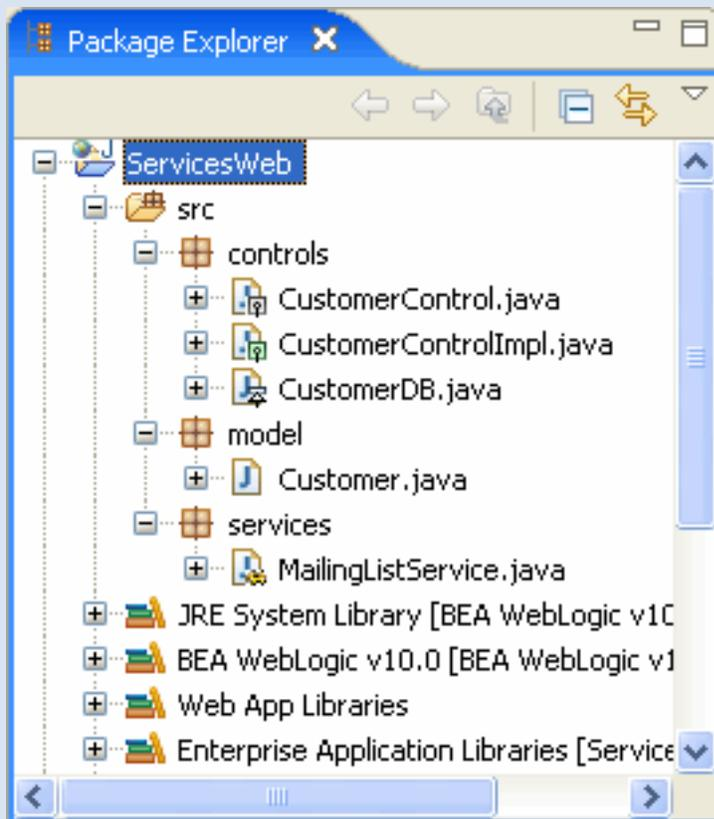 Package Explorer
ServicesWeb
src
controls
CustomerControl.java
CustomerControlImpl.java
CustomerDB.java
model
Customer.java
services
MailingListService.java
JRE System Library [BEA WebLogic v10
BEA WebLogic v10.0 [BEA WebLogic v1
Web App Libraries
Enterprise Application Libraries [Service